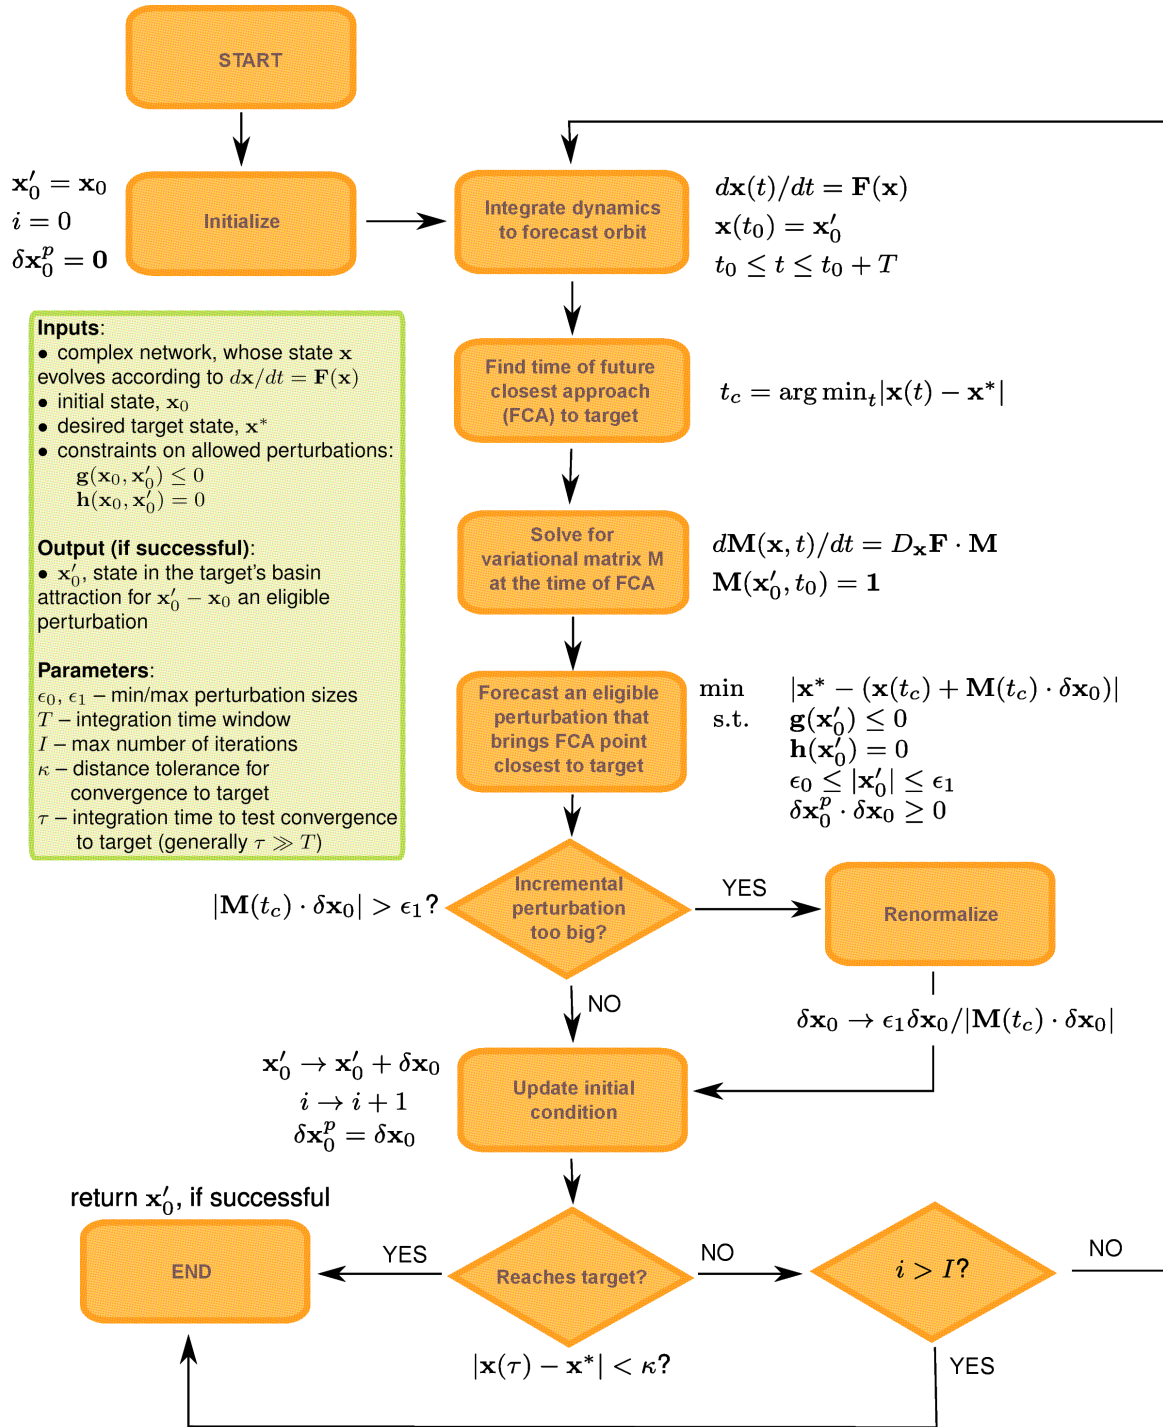 START
𝐱′₀ = 𝐱₀
i = 0
δ𝐱₀ᵖ = 𝟎
Initialize
Integrate dynamics
to forecast orbit
d𝐱(t)/dt = 𝐅(𝐱)
𝐱(t₀) = 𝐱′₀
t₀ ≤ t ≤ t₀ + T
Inputs:
• complex network, whose state 𝐱
evolves according to d𝐱/dt = 𝐅(𝐱)
• initial state, 𝐱₀
• desired target state, 𝐱*
• constraints on allowed perturbations:
𝐠(𝐱₀, 𝐱′₀) ≤ 0
𝐡(𝐱₀, 𝐱′₀) = 0
Output (if successful):
• 𝐱′₀, state in the target's basin
attraction for 𝐱′₀ − 𝐱₀ an eligible
perturbation
Parameters:
ϵ₀, ϵ₁ – min/max perturbation sizes
T – integration time window
I – max number of iterations
κ – distance tolerance for
convergence to target
τ – integration time to test convergence
to target (generally τ ≫ T)
Find time of future
closest approach
(FCA) to target
t_c = arg min_t|𝐱(t) − 𝐱*|
Solve for
variational matrix M
at the time of FCA
d𝐌(𝐱, t)/dt = D_𝐱𝐅 · 𝐌
𝐌(𝐱′₀, t₀) = 𝟏
Forecast an eligible
perturbation that
brings FCA point
closest to target
min |𝐱* − (𝐱(t_c) + 𝐌(t_c) · δ𝐱₀)|
s.t. 𝐠(𝐱′₀) ≤ 0
𝐡(𝐱′₀) = 0
ϵ₀ ≤ |𝐱′₀| ≤ ϵ₁
δ𝐱₀ᵖ · δ𝐱₀ ≥ 0
|𝐌(t_c) · δ𝐱₀| > ϵ₁?
Incremental
perturbation
too big?
YES
Renormalize
NO
δ𝐱₀ → ϵ₁δ𝐱₀/|𝐌(t_c) · δ𝐱₀|
𝐱′₀ → 𝐱′₀ + δ𝐱₀
i → i + 1
δ𝐱₀ᵖ = δ𝐱₀
Update initial
condition
return 𝐱′₀, if successful
END
YES
Reaches target?
NO
i > I?
NO
|𝐱(τ) − 𝐱*| < κ?
YES